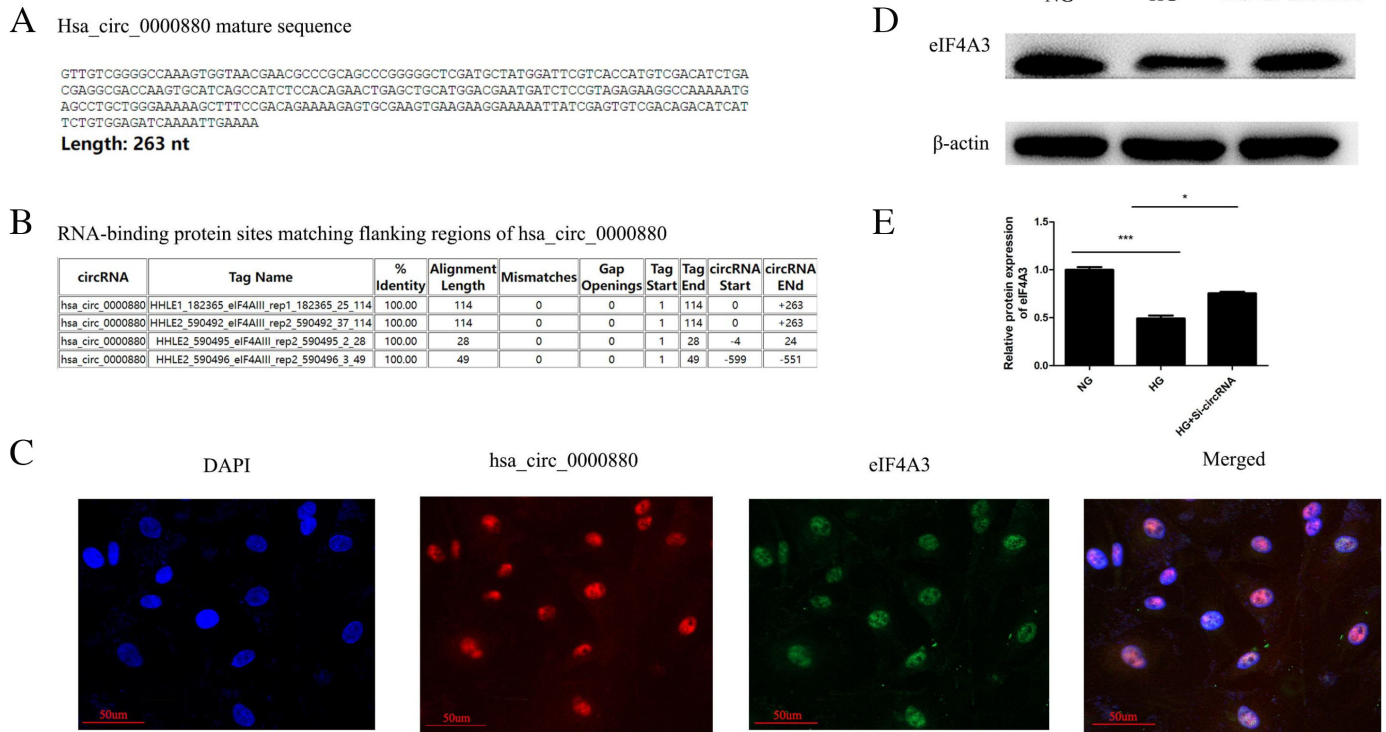 A
Hsa_circ_0000880 mature sequence
GTTGTCGGGGCCAAAGTGGTAACGAACGCCCGCAGCCCGGGGGCTCGATGCTATGGATTCGTCACCATGTCGACATCTGA
CGAGGCGACCAAGTGCATCAGCCATCTCCACAGAACTGAGCTGCATGGACGAATGATCTCCGTAGAGAAGGCCAAAAATG
AGCCTGCTGGGAAAAAGCTTTCCGACAGAAAAGAGTGCGAAGTGAAGAAGGAAAAATTATCGAGTGTCGACAGACATCAT
TCTGTGGAGATCAAAATTGAAAA
Length: 263 nt
B
RNA-binding protein sites matching flanking regions of hsa_circ_0000880
circRNA Tag Name % Identity Alignment Length Mismatches Gap Openings Tag Start Tag End circRNA Start circRNA ENd
hsa_circ_0000880 HHLE1_182365_eIF4AIII_rep1_182365_25_114 100.00 114 0 0 1 114 0 +263
hsa_circ_0000880 HHLE2_590492_eIF4AIII_rep2_590492_37_114 100.00 114 0 0 1 114 0 +263
hsa_circ_0000880 HHLE2_590495_eIF4AIII_rep2_590495_2_28 100.00 28 0 0 1 28 -4 24
hsa_circ_0000880 HHLE2_590496_eIF4AIII_rep2_590496_3_49 100.00 49 0 0 1 49 -599 -551
C
DAPI
hsa_circ_0000880
eIF4A3
Merged
50um
50um
50um
50um
D
eIF4A3
β-actin
E
Relative protein expression
of eIF4A3
1.5
1.0
0.5
0.0
***
*
NG
HG
HG+Si-circRNA